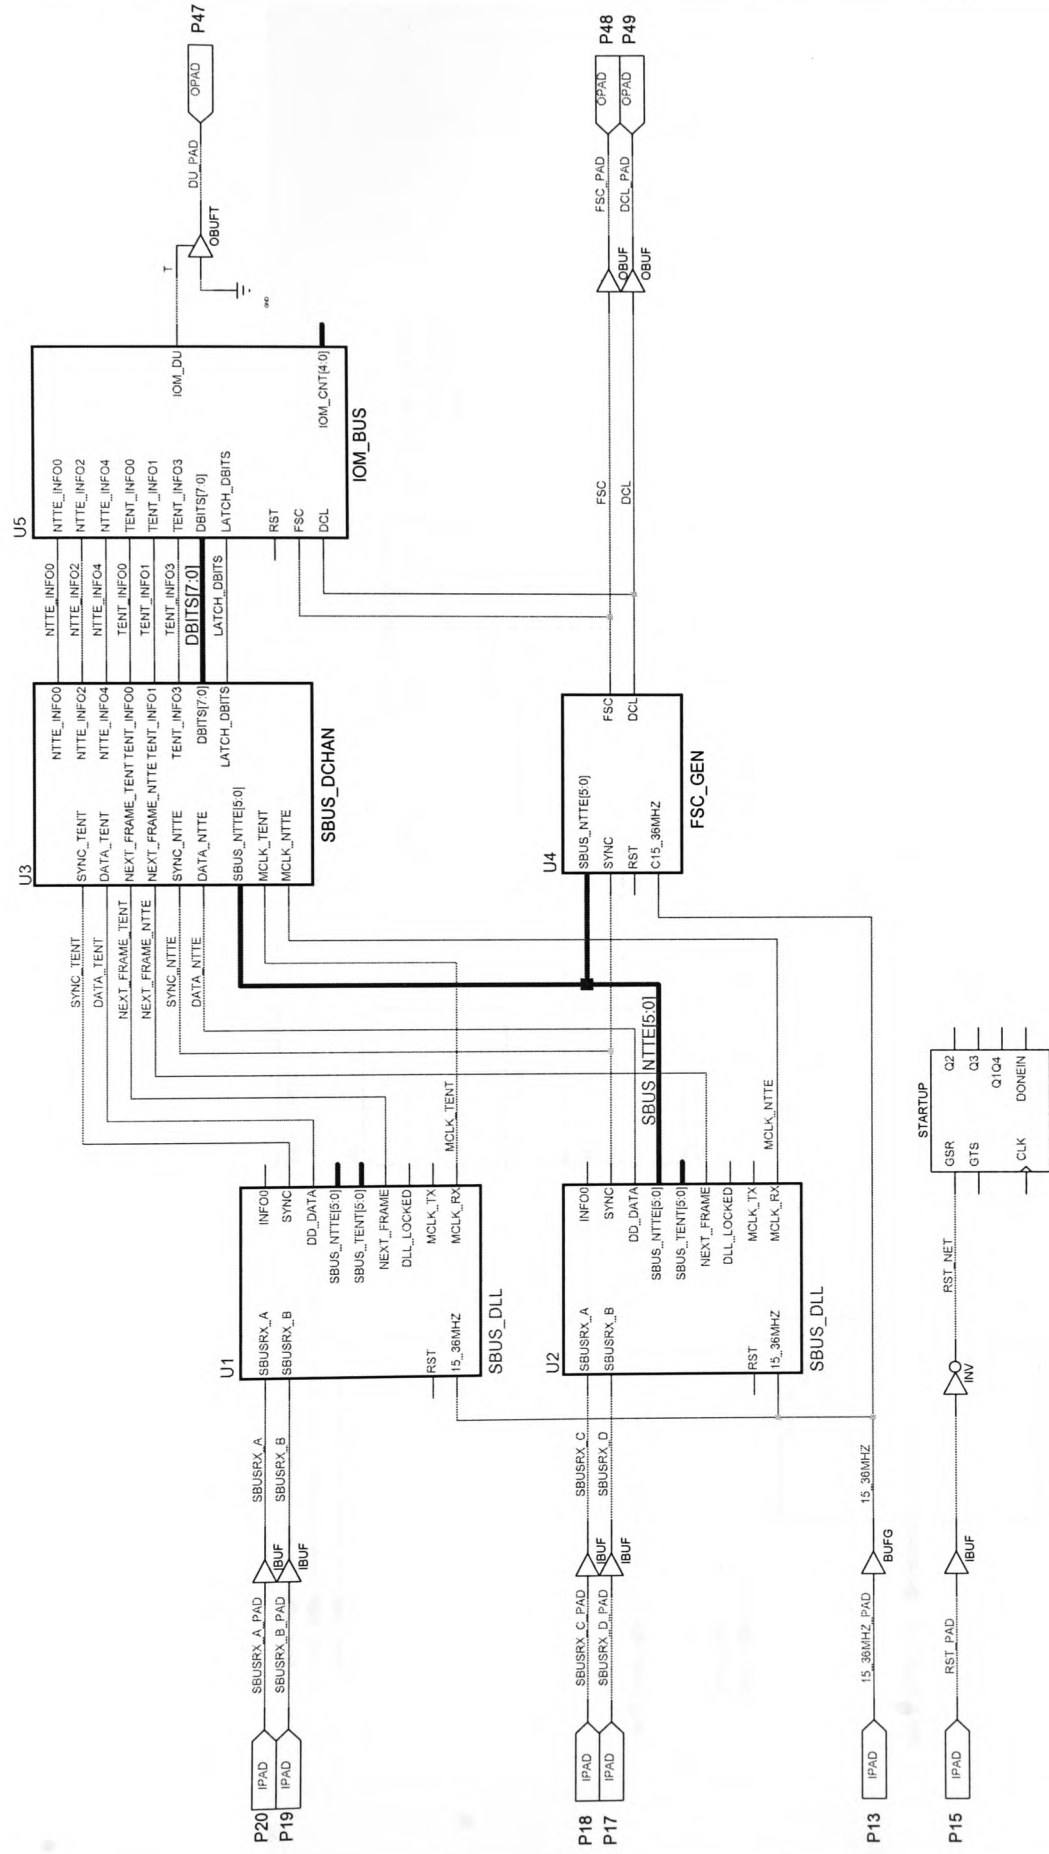 P20
IPAD
SBUSRX_A_PAD
IBUF
SBUSRX_A
P19
IPAD
SBUSRX_B_PAD
IBUF
SBUSRX_B
U1
SBUSRX_A
SBUSRX_B
RST
15_36MHZ
INFO0
SYNC
DD_DATA
SBUS_NTTE[5:0]
SBUS_TENT[5:0]
NEXT_FRAME
DLL_LOCKED
MCLK_TX
MCLK_RX
SBUS_DLL
MCLK_TENT
P18
IPAD
SBUSRX_C_PAD
IBUF
SBUSRX_C
P17
IPAD
SBUSRX_D_PAD
IBUF
SBUSRX_D
U2
SBUSRX_A
SBUSRX_B
RST
15_36MHZ
INFO0
SYNC
DD_DATA
SBUS_NTTE[5:0]
SBUS_TENT[5:0]
NEXT_FRAME
DLL_LOCKED
MCLK_TX
MCLK_RX
SBUS_DLL
SBUS_NTTE[5:0]
MCLK_NTTE
P13
IPAD
15_36MHZ_PAD
BUFG
15_36MHZ
P15
IPAD
RST_PAD
IBUF
INV
RST_NET
STARTUP
GSR
GTS
CLK
Q2
Q3
Q1Q4
DONEIN
SYNC_TENT
DATA_TENT
NEXT_FRAME_TENT
NEXT_FRAME_NTTE
SYNC_NTTE
DATA_NTTE
U3
SYNC_TENT
DATA_TENT
NEXT_FRAME_TENT
NEXT_FRAME_NTTE
SYNC_NTTE
DATA_NTTE
SBUS_NTTE[5:0]
MCLK_TENT
MCLK_NTTE
NTTE_INFO0
NTTE_INFO2
NTTE_INFO4
TENT_INFO0
TENT_INFO1
TENT_INFO3
DBITS[7:0]
LATCH_DBITS
SBUS_DCHAN
U4
SBUS_NTTE[5:0]
SYNC
RST
C15_36MHZ
FSC
DCL
FSC_GEN
NTTE_INFO0
NTTE_INFO2
NTTE_INFO4
TENT_INFO0
TENT_INFO1
TENT_INFO3
DBITS[7:0]
LATCH_DBITS
U5
NTTE_INFO0
NTTE_INFO2
NTTE_INFO4
TENT_INFO0
TENT_INFO1
TENT_INFO3
DBITS[7:0]
LATCH_DBITS
RST
FSC
DCL
IOM_DU
IOM_CNT[4:0]
IOM_BUS
T
GND
OBUFT
DU_PAD
OPAD
P47
FSC
OBUF
FSC_PAD
OPAD
P48
DCL
OBUF
DCL_PAD
OPAD
P49